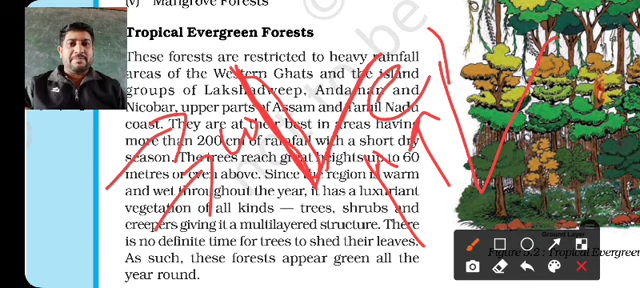 (v) Mangrove Forests
Tropical Evergreen Forests
These forests are restricted to heavy rainfall
areas of the Western Ghats and the island
groups of Lakshadweep, Andaman and
Nicobar, upper parts of Assam and Tamil Nadu
coast. They are at their best in areas having
more than 200 cm of rainfall with a short dry
season. The trees reach great heights up to 60
metres or even above. Since the region is warm
and wet throughout the year, it has a luxuriant
vegetation of all kinds — trees, shrubs and
creepers giving it a multilayered structure. There
is no definite time for trees to shed their leaves.
As such, these forests appear green all the
year round.
Ground Layer
Figure 5.2 : Tropical Evergreen